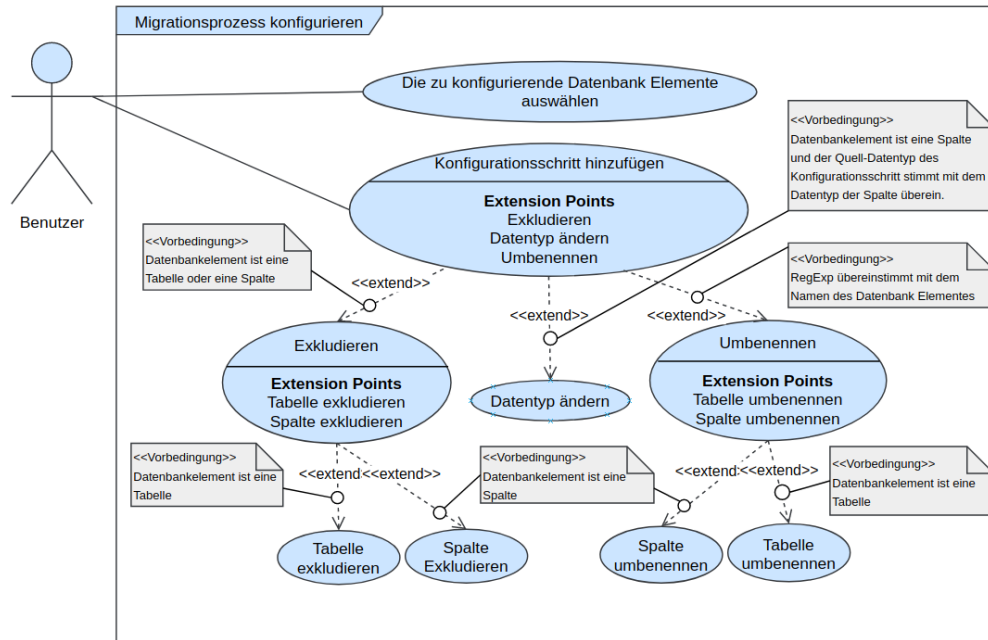 Migrationsprozess konfigurieren
Die zu konfigurierende Datenbank Elemente
auswählen
Benutzer
<<Vorbedingung>>
Datenbankelement ist eine Spalte
und der Quell-Datentyp des
Konfigurationsschritt stimmt mit dem
Datentyp der Spalte überein.
Konfigurationsschritt hinzufügen
Extension Points
Exkludieren
Datentyp ändern
Umbenennen
<<Vorbedingung>>
Datenbankelement ist eine
Tabelle oder eine Spalte
<<Vorbedingung>>
RegExp übereinstimmt mit dem
Namen des Datenbank Elementes
<<extend>>
<<extend>>
<<extend>>
Exkludieren
Extension Points
Tabelle exkludieren
Spalte exkludieren
Datentyp ändern
Umbenennen
Extension Points
Tabelle umbenennen
Spalte umbenennen
<<Vorbedingung>>
Datenbankelement ist eine
Tabelle
<<extend>>
<<extend>>
<<Vorbedingung>>
Datenbankelement ist eine
Spalte
<<extend>>
<<extend>>
<<Vorbedingung>>
Datenbankelement ist eine
Tabelle
Tabelle
exkludieren
Spalte
Exkludieren
Spalte
umbenennen
Tabelle
umbenennen